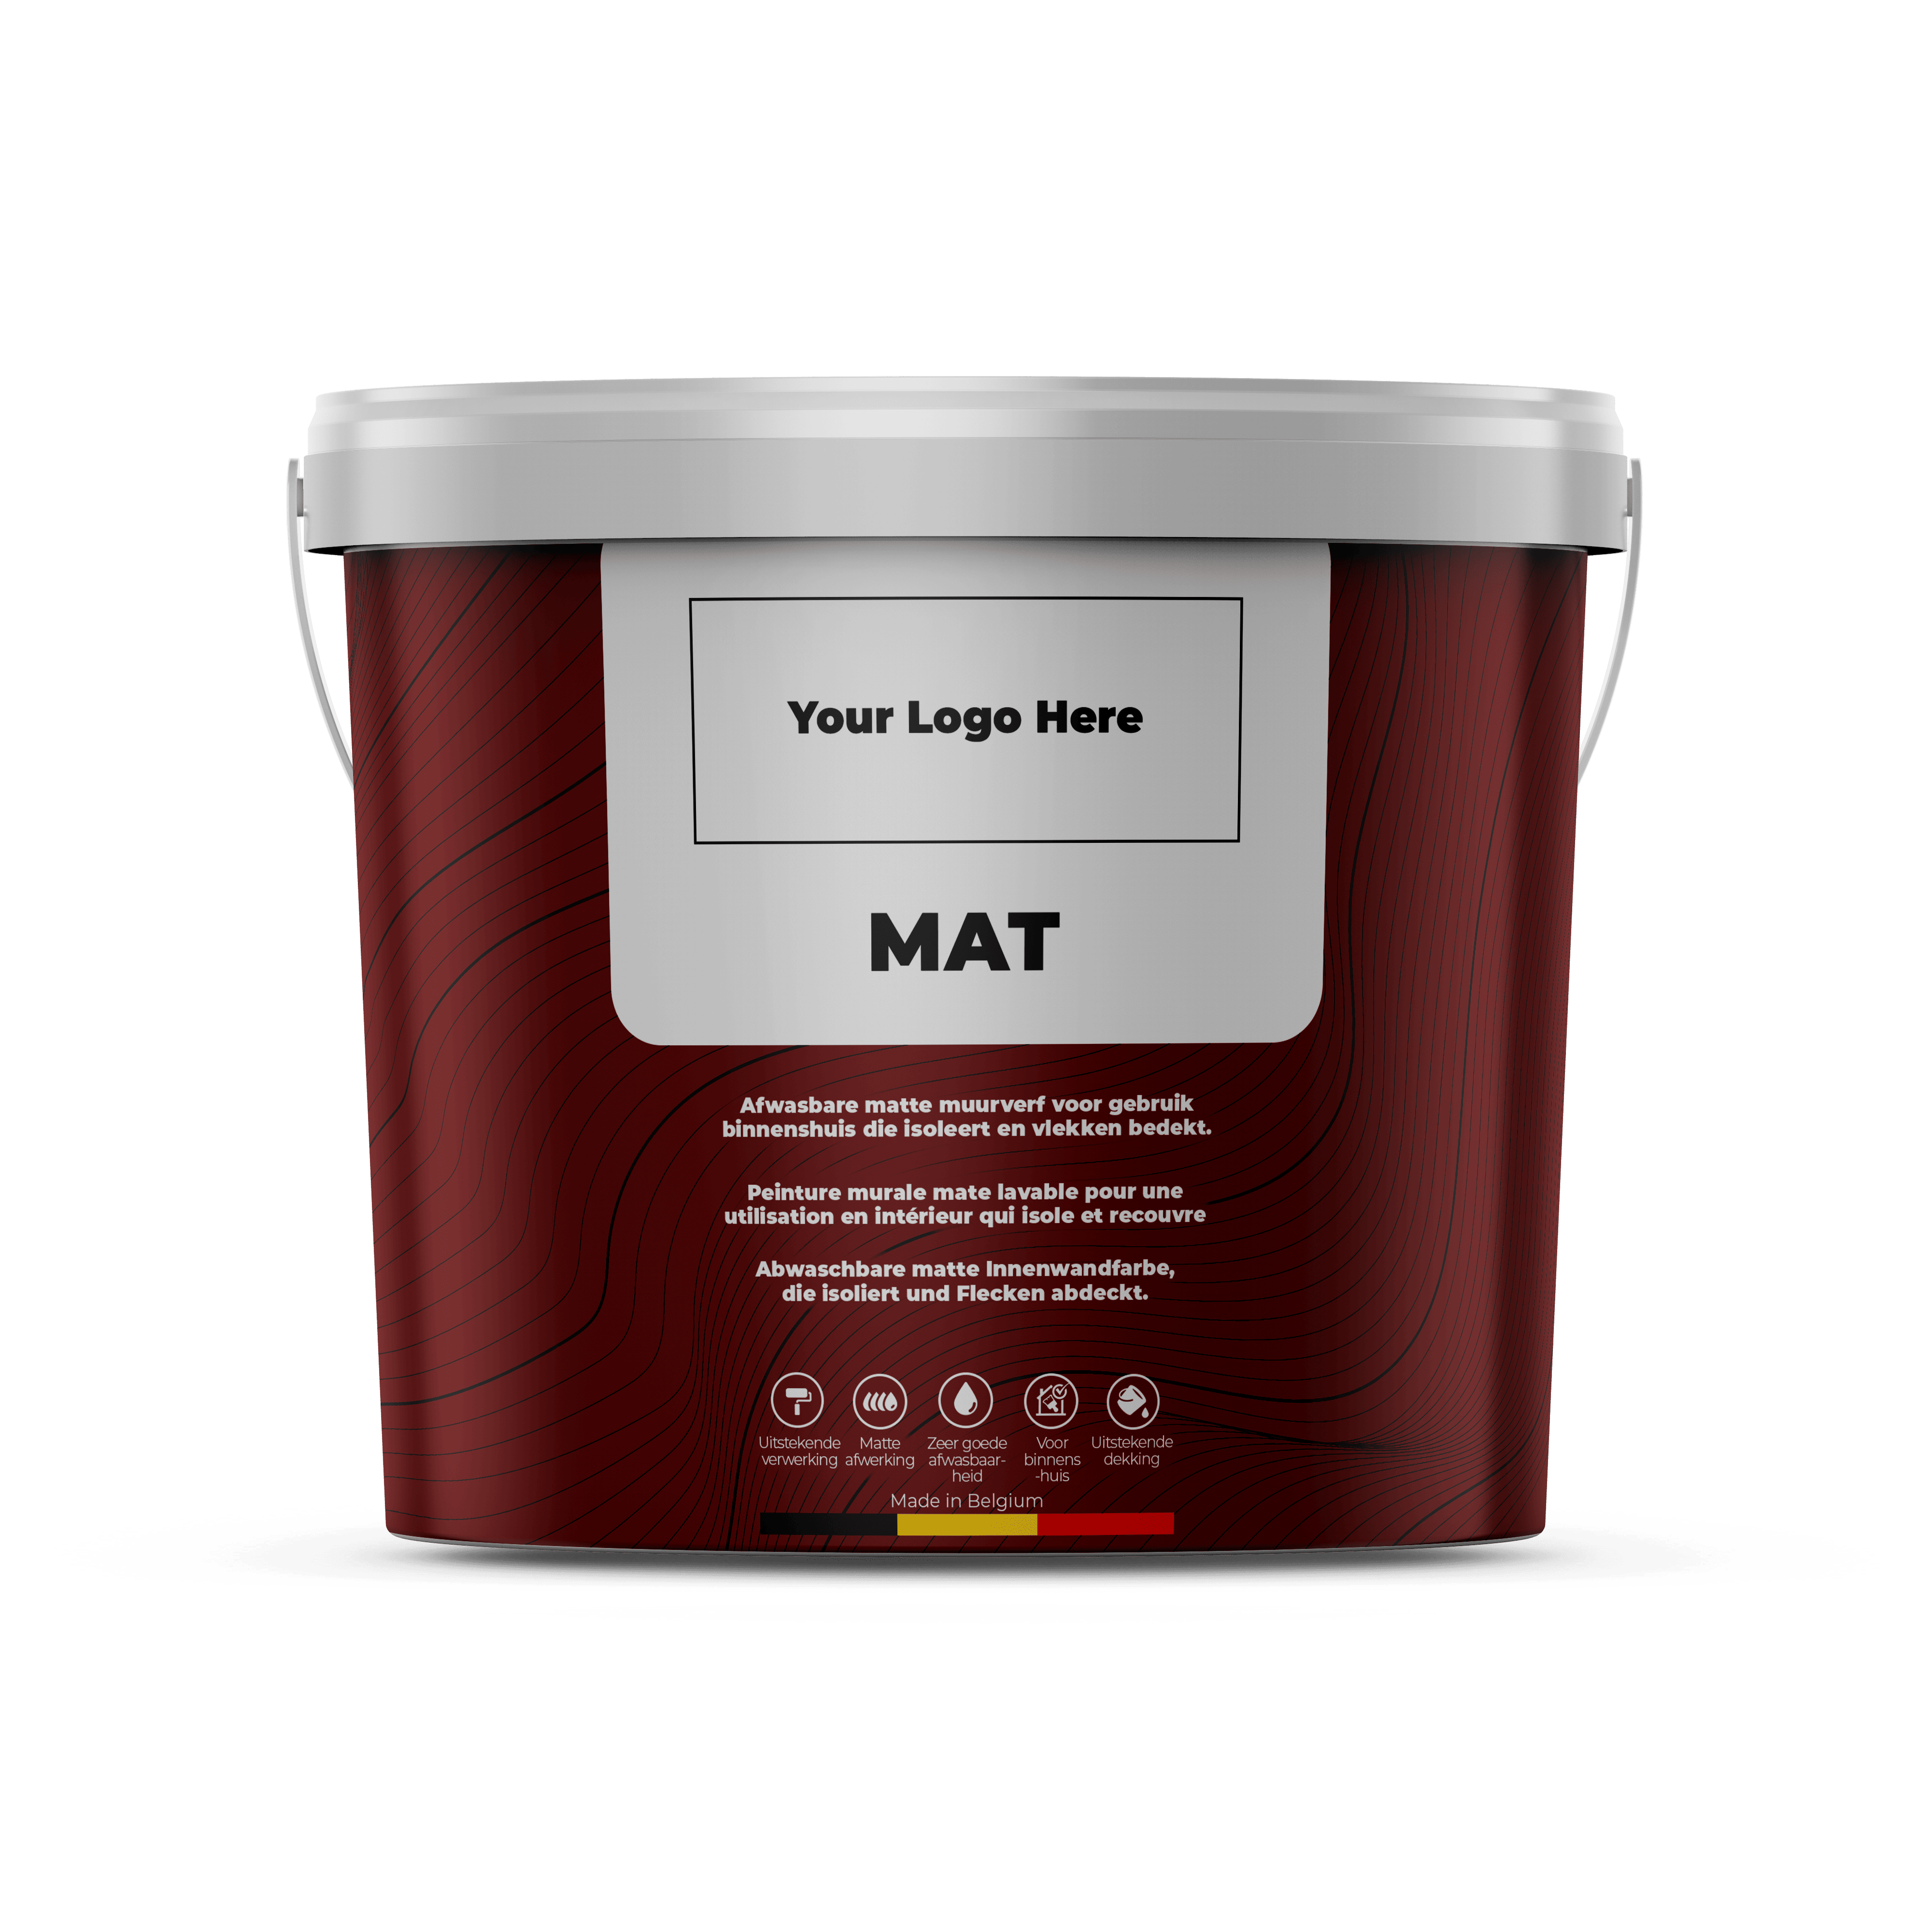 Your Logo Here
MAT
Afwasbare matte muurverf voor gebruik
binnenshuis die isoleert en vlekken bedekt.
Peinture murale mate lavable pour une
utilisation en intérieur qui isole et recouvre
Abwaschbare matte Innenwandfarbe,
die isoliert und Flecken abdeckt.
Uitstekende
verwerking
Matte
afwerking
Zeer goede
afwasbaar-
heid
Voor
binnens
-huis
Uitstekende
dekking
Made in Belgium